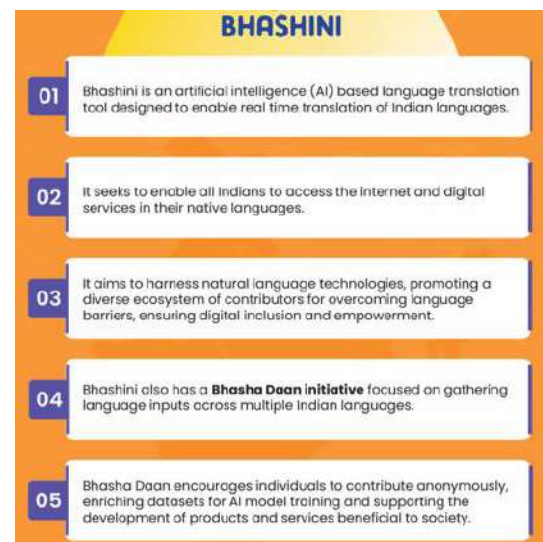 BHASHINI
01
Bhashini is an artificial intelligence (AI) based language translation
tool designed to enable real time translation of Indian languages.
02
It seeks to enable all Indians to access the internet and digital
services in their native languages.
03
It aims to harness natural language technologies, promoting a
diverse ecosystem of contributors for overcoming language
barriers, ensuring digital inclusion and empowerment.
04
Bhashini also has a Bhasha Daan initiative focused on gathering
language inputs across multiple Indian languages.
05
Bhasha Daan encourages individuals to contribute anonymously,
enriching datasets for AI model training and supporting the
development of products and services beneficial to society.